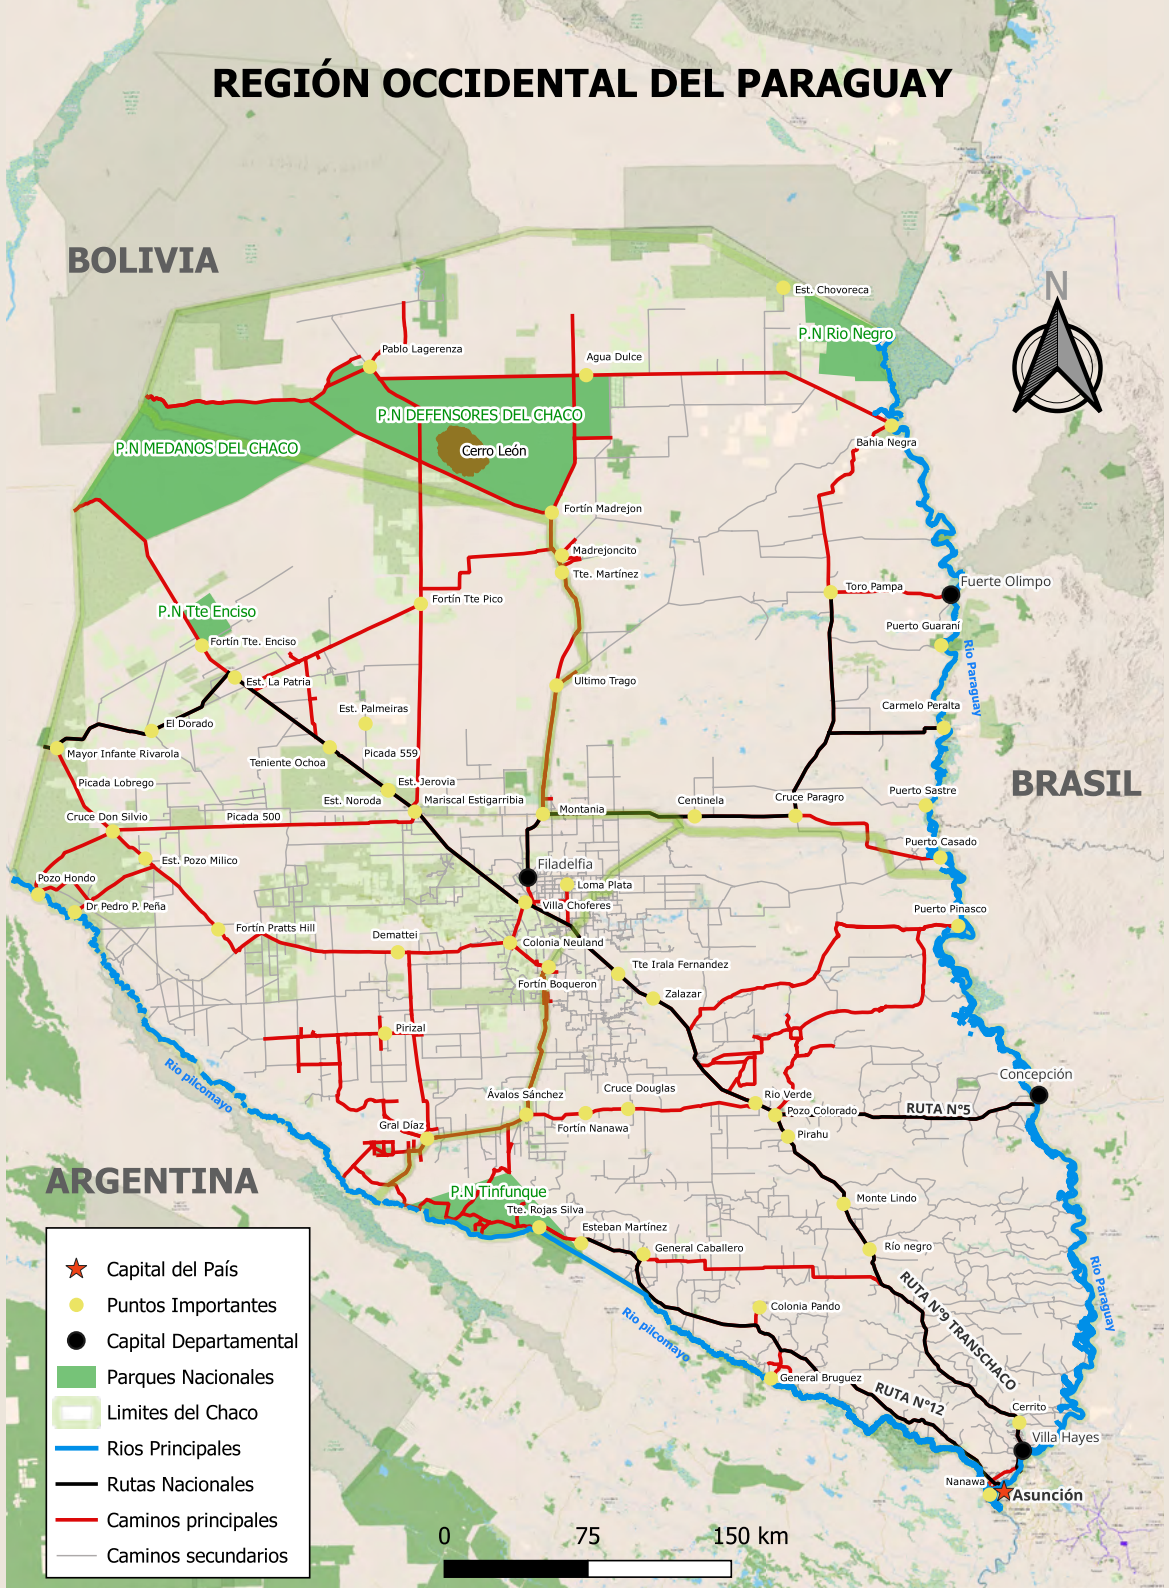 REGIÓN OCCIDENTAL DEL PARAGUAY
BOLIVIA
N
Est. Chovoreca
P.N Rio Negro
Pablo Lagerenza
Agua Dulce
P.N DEFENSORES DEL CHACO
Bahia Negra
P.N MEDANOS DEL CHACO
Cerro León
Fortín Madrejon
Madrejoncito
Tte. Martínez
Fuerte Olimpo
Toro Pampa
Fortín Tte Pico
P.N Tte Enciso
Puerto Guaraní
Fortín Tte. Enciso
Rio Paraguay
Est. La Patria
Ultimo Trago
Carmelo Peralta
Est. Palmeiras
El Dorado
Mayor Infante Rivarola
Picada 559
Teniente Ochoa
BRASIL
Picada Lobrego
Est. Jerovia
Puerto Sastre
Est. Noroda
Mariscal Estigarribia
Centinela
Cruce Paragro
Montania
Cruce Don Silvio
Picada 500
Puerto Casado
Est. Pozo Milico
Filadelfia
Pozo Hondo
Loma Plata
Dr Pedro P. Peña
Villa Choferes
Puerto Pinasco
Fortín Pratts Hill
Demattei
Colonia Neuland
Tte Irala Fernandez
Fortín Boqueron
Zalazar
Pirizal
Rio pilcomayo
Concepción
Ávalos Sánchez
Cruce Douglas
Rio Verde
Pozo Colorado
RUTA N°5
Gral Díaz
Fortín Nanawa
Pirahu
ARGENTINA
P.N Tinfunque
Monte Lindo
Tte. Rojas Silva
Esteban Martínez
General Caballero
Río negro
Rio Paraguay
Colonia Pando
RUTA N°9 TRANSCHACO
Rio pilcomayo
General Bruguez
RUTA N°12
Cerrito
Villa Hayes
Nanawa
Asunción
Capital del País
Puntos Importantes
Capital Departamental
Parques Nacionales
Limites del Chaco
Rios Principales
Rutas Nacionales
Caminos principales
Caminos secundarios
0 75 150 km